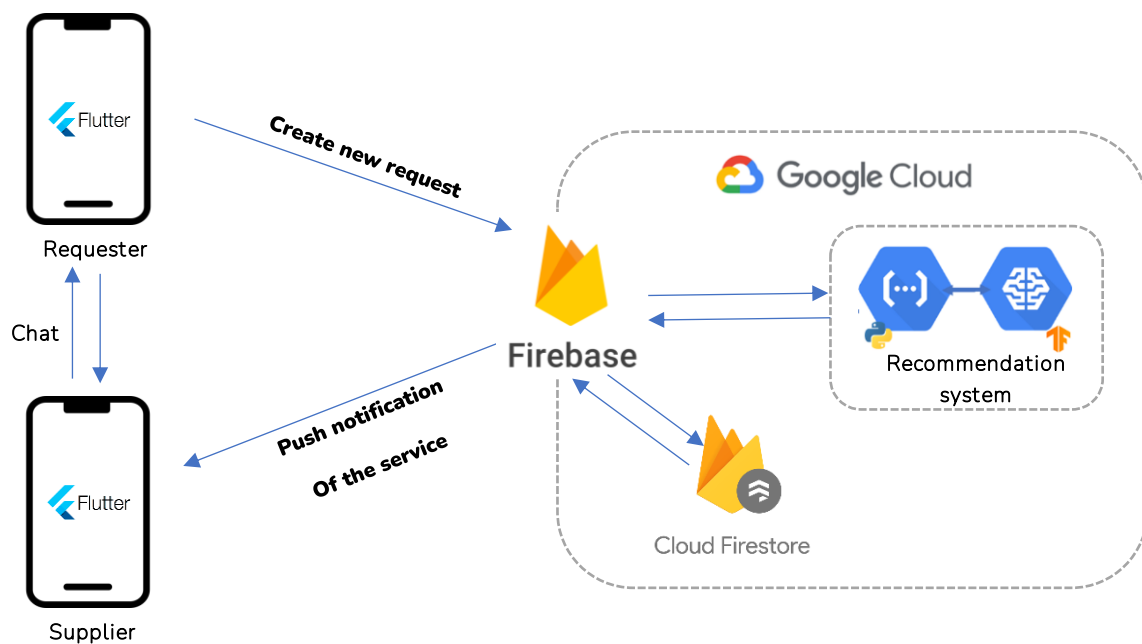 Flutter
Requester
Create new request
Google Cloud
Chat
Firebase
Recommendation
system
Push notification
Of the service
Flutter
Cloud Firestore
Supplier